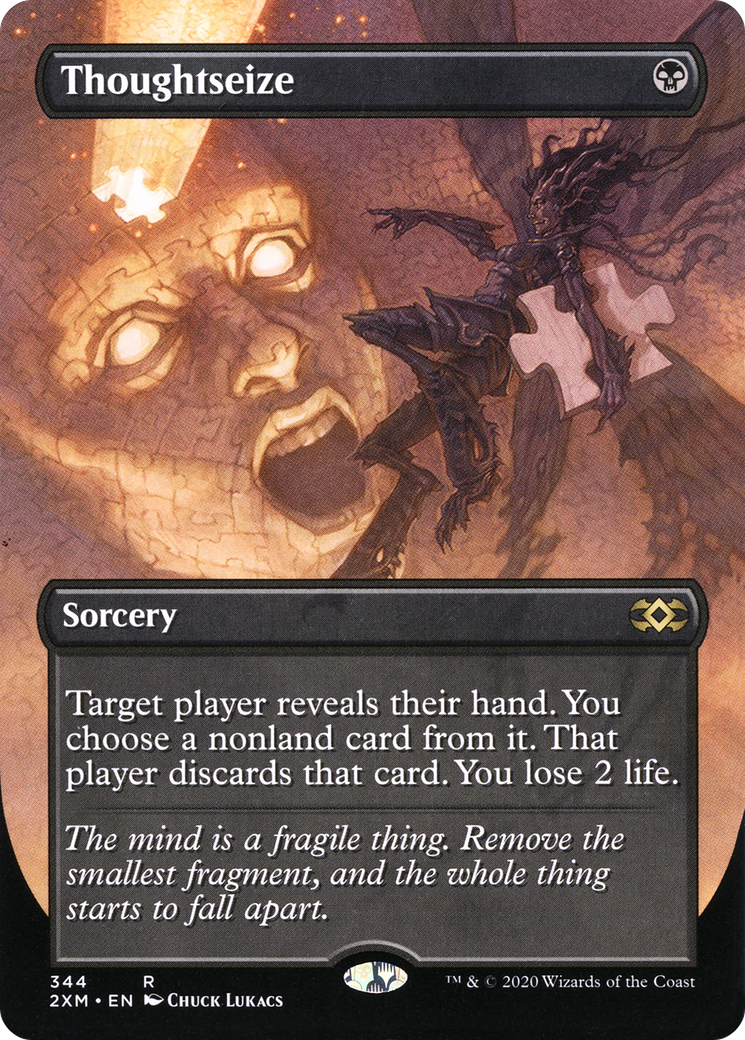 Thoughtseize
Sorcery
Target player reveals their hand. You
choose a nonland card from it. That
player discards that card. You lose 2 life.
The mind is a fragile thing. Remove the
smallest fragment, and the whole thing
starts to fall apart.
344 R
2XM • EN Chuck Lukacs
™ & © 2020 Wizards of the Coast